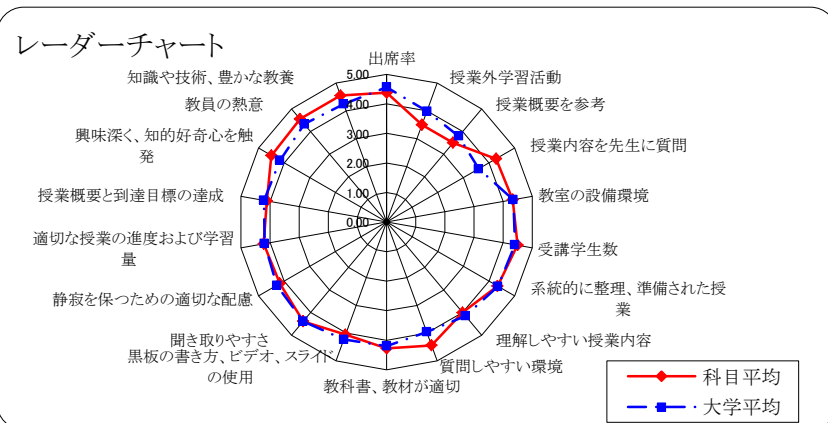 レーダーチャート
出席率
授業外学習活動
授業概要を参考
授業内容を先生に質問
教室の設備環境
受講学生数
系統的に整理、準備された授
業
理解しやすい授業内容
質問しやすい環境
教科書、教材が適切
黒板の書き方、ビデオ、スライド
の使用
聞き取りやすさ
静寂を保つための適切な配慮
適切な授業の進度および学習
量
授業概要と到達目標の達成
興味深く、知的好奇心を触
発
教員の熱意
知識や技術、豊かな教養
5.00
4.00
3.00
2.00
1.00
0.00
科目平均
大学平均